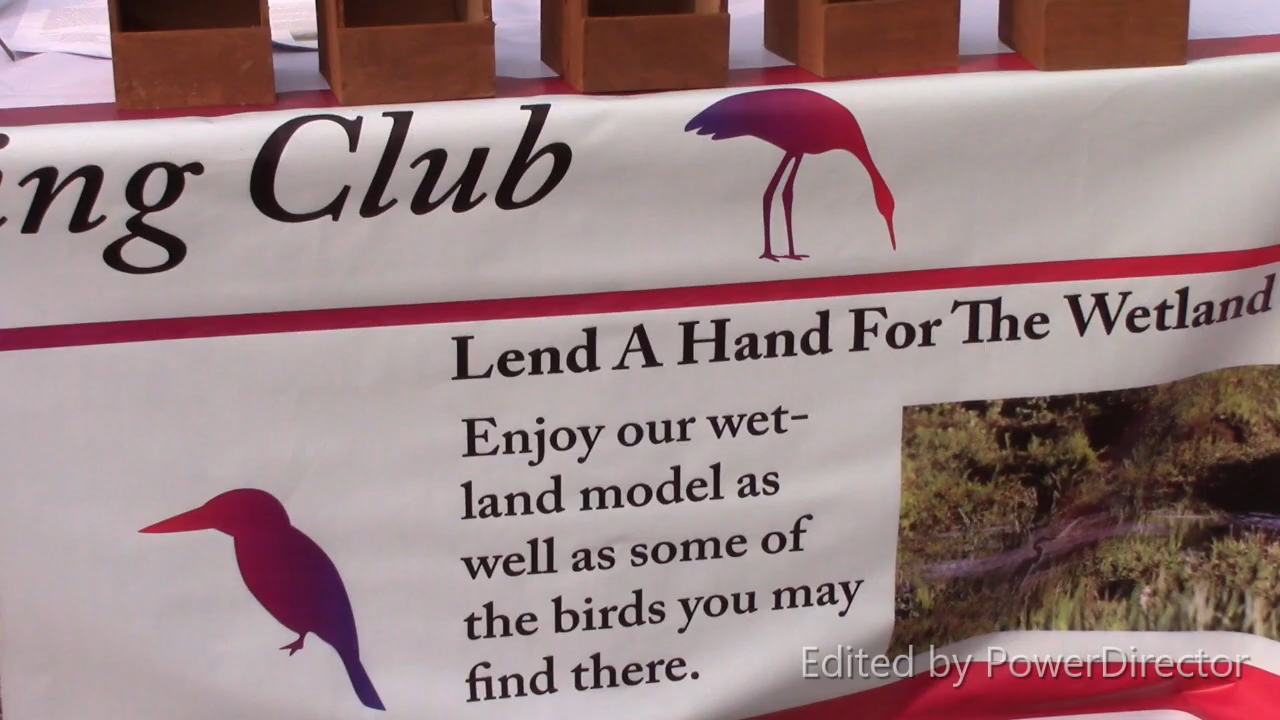 ing Club
Lend A Hand For The Wetland
Enjoy our wet-
land model as
well as some of
the birds you may
find there.
Edited by PowerDirector